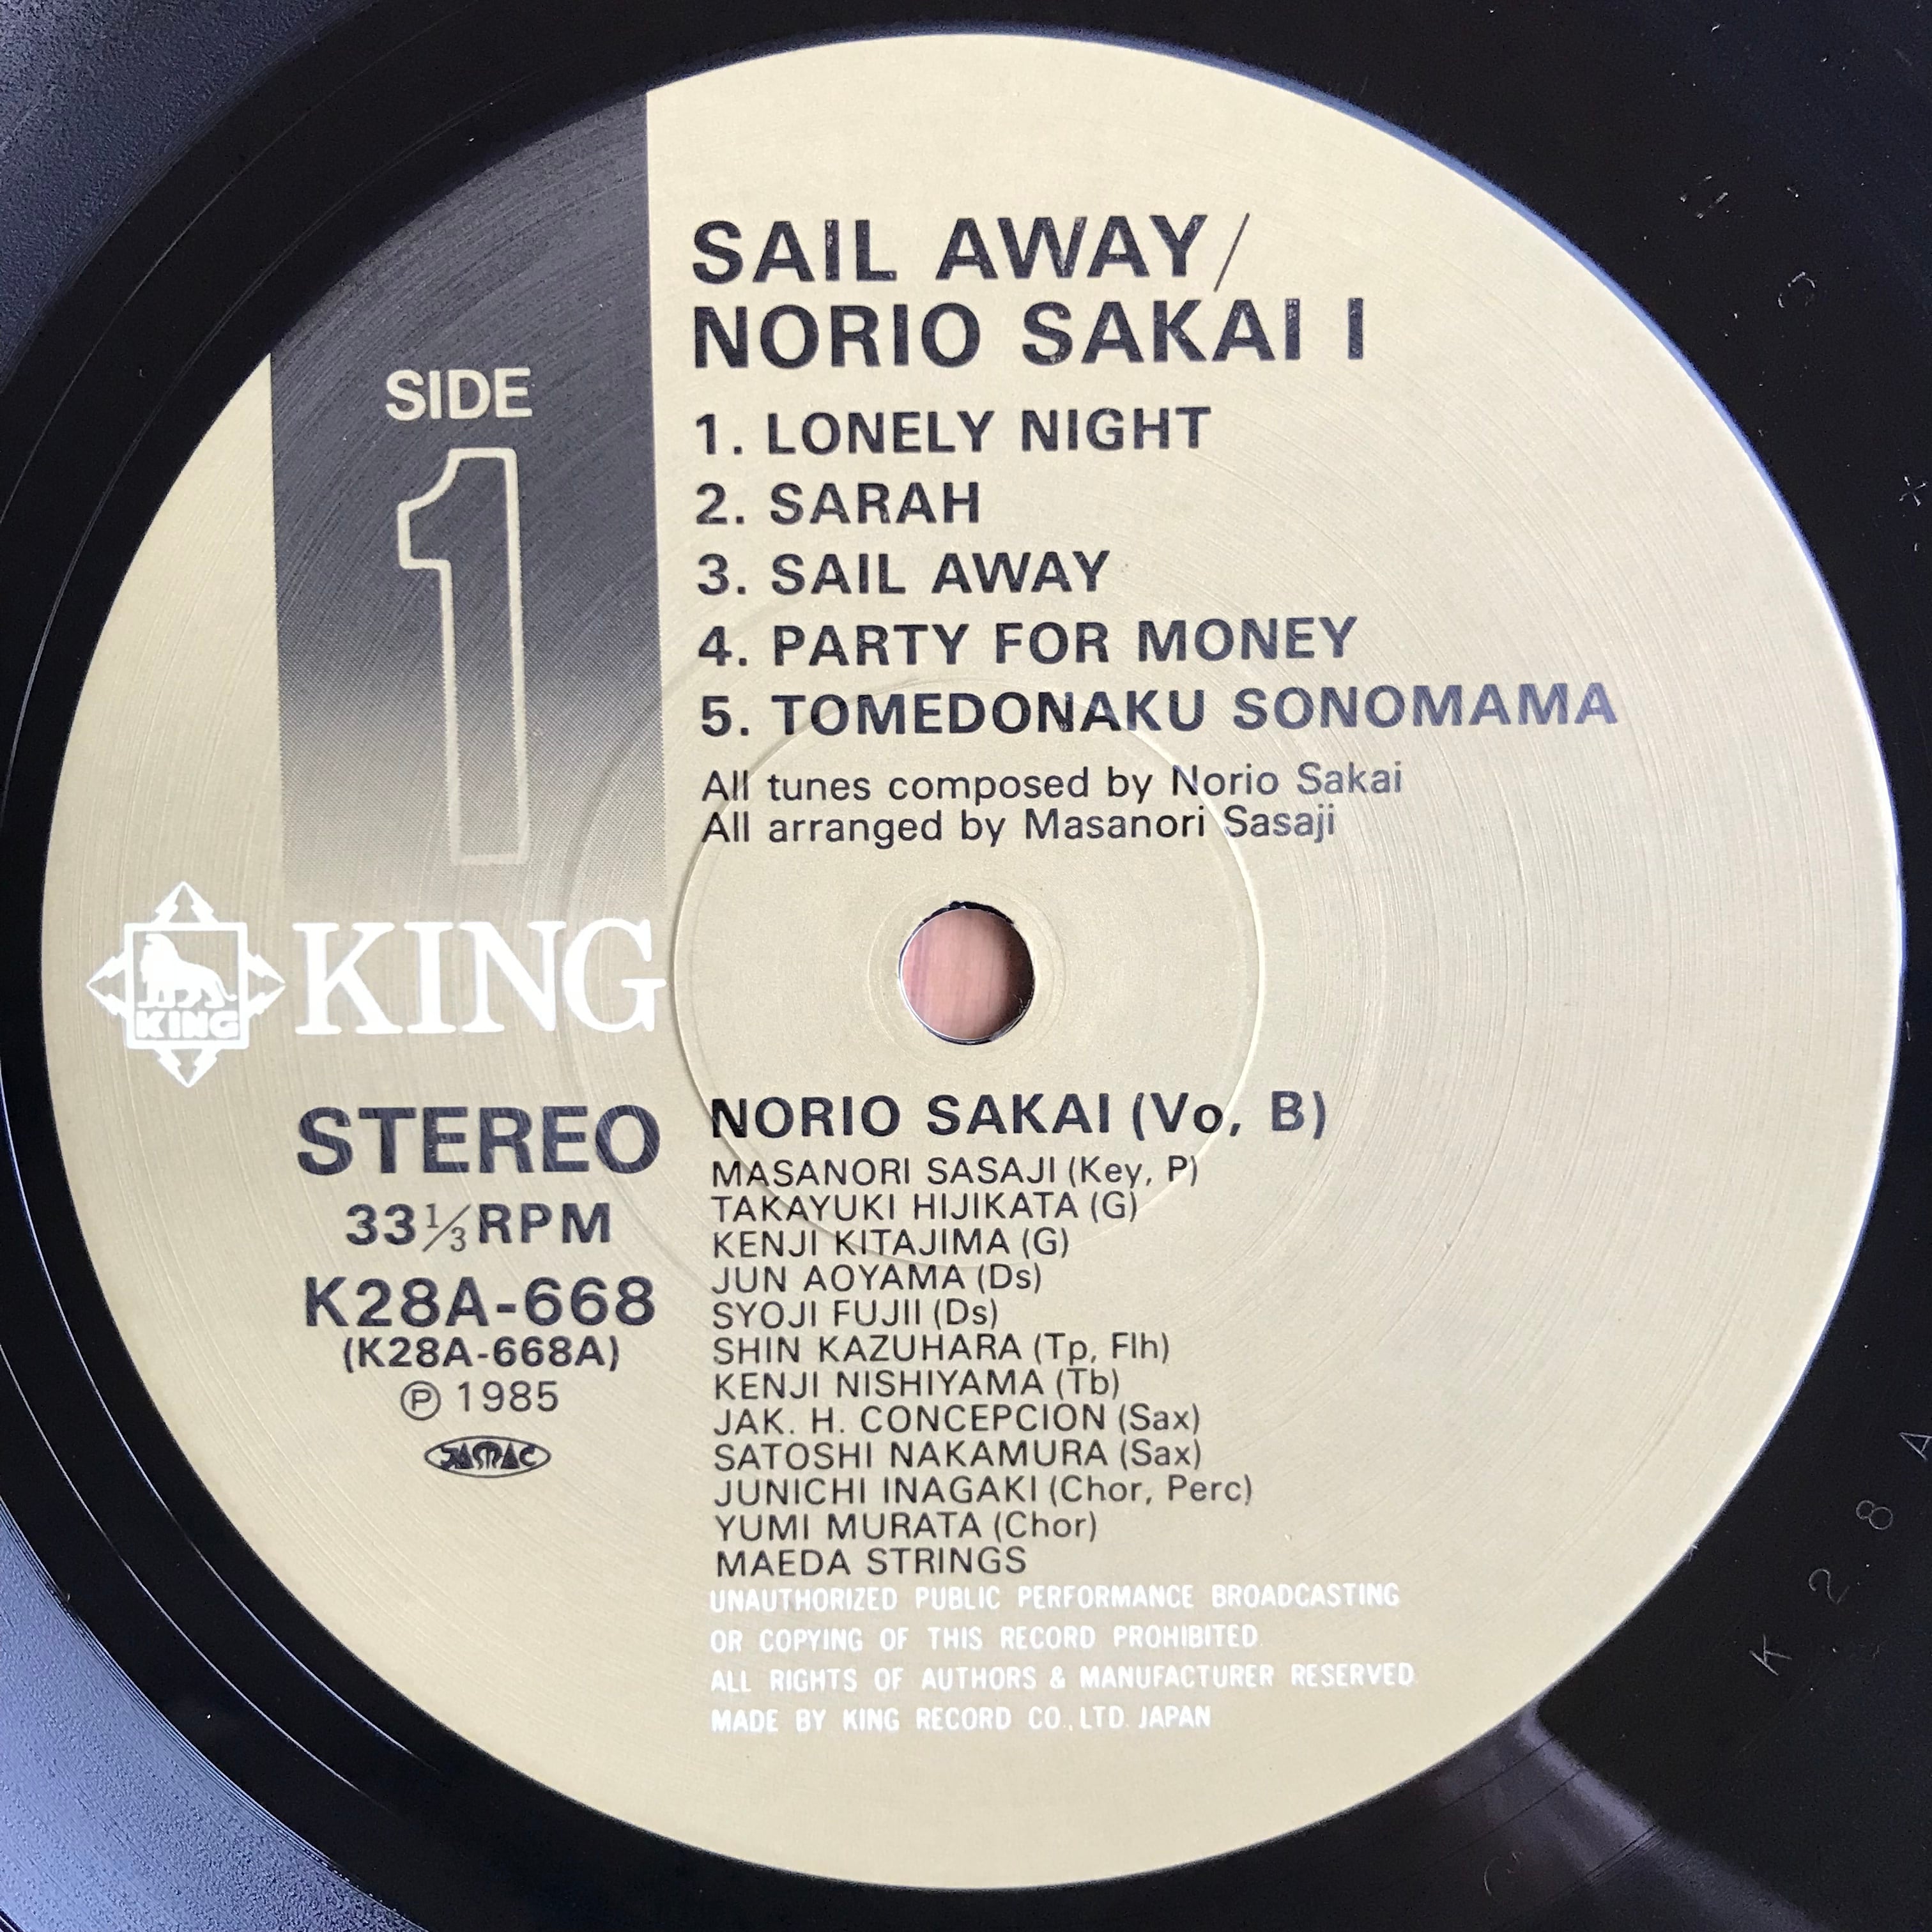 SAIL AWAY/
NORIO SAKAI I
SIDE
1
1. LONELY NIGHT
2. SARAH
3. SAIL AWAY
4. PARTY FOR MONEY
5. TOMEDONAKU SONOMAMA
All tunes composed by Norio Sakai
All arranged by Masanori Sasaji
KING
KING
STEREO
33⅓RPM
K28A-668
(K28A-668A)
Ⓟ 1985
JASRAC
NORIO SAKAI (Vo, B)
MASANORI SASAJI (Key, P)
TAKAYUKI HIJIKATA (G)
KENJI KITAJIMA (G)
JUN AOYAMA (Ds)
SYOJI FUJII (Ds)
SHIN KAZUHARA (Tp, Flh)
KENJI NISHIYAMA (Tb)
JAK. H. CONCEPCION (Sax)
SATOSHI NAKAMURA (Sax)
JUNICHI INAGAKI (Chor, Perc)
YUMI MURATA (Chor)
MAEDA STRINGS
UNAUTHORIZED PUBLIC PERFORMANCE BROADCASTING
OR COPYING OF THIS RECORD PROHIBITED.
ALL RIGHTS OF AUTHORS & MANUFACTURER RESERVED.
MADE BY KING RECORD CO., LTD. JAPAN
K 2 8 A